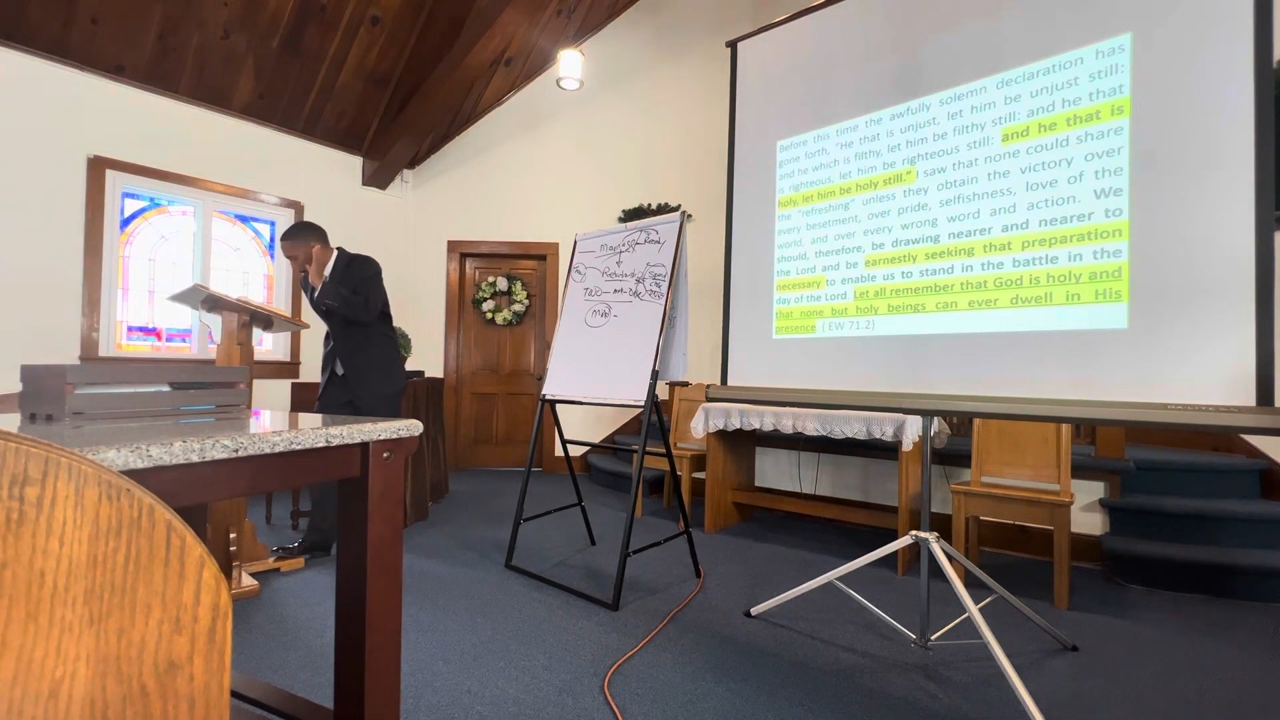 Before this time the awfully solemn declaration has
gone forth, "He that is unjust, let him be unjust still:
and he which is filthy, let him be filthy still: and he that
is righteous, let him be righteous still: and he that is
holy, let him be holy still." I saw that none could share
the "refreshing" unless they obtain the victory over
every besetment, over pride, selfishness, love of the
world, and over every wrong word and action. We
should, therefore, be drawing nearer and nearer to
the Lord and be earnestly seeking that preparation
necessary to enable us to stand in the battle in the
day of the Lord. Let all remember that God is holy and
that none but holy beings can ever dwell in His
presence. { EW 71.2}
DA-LITE